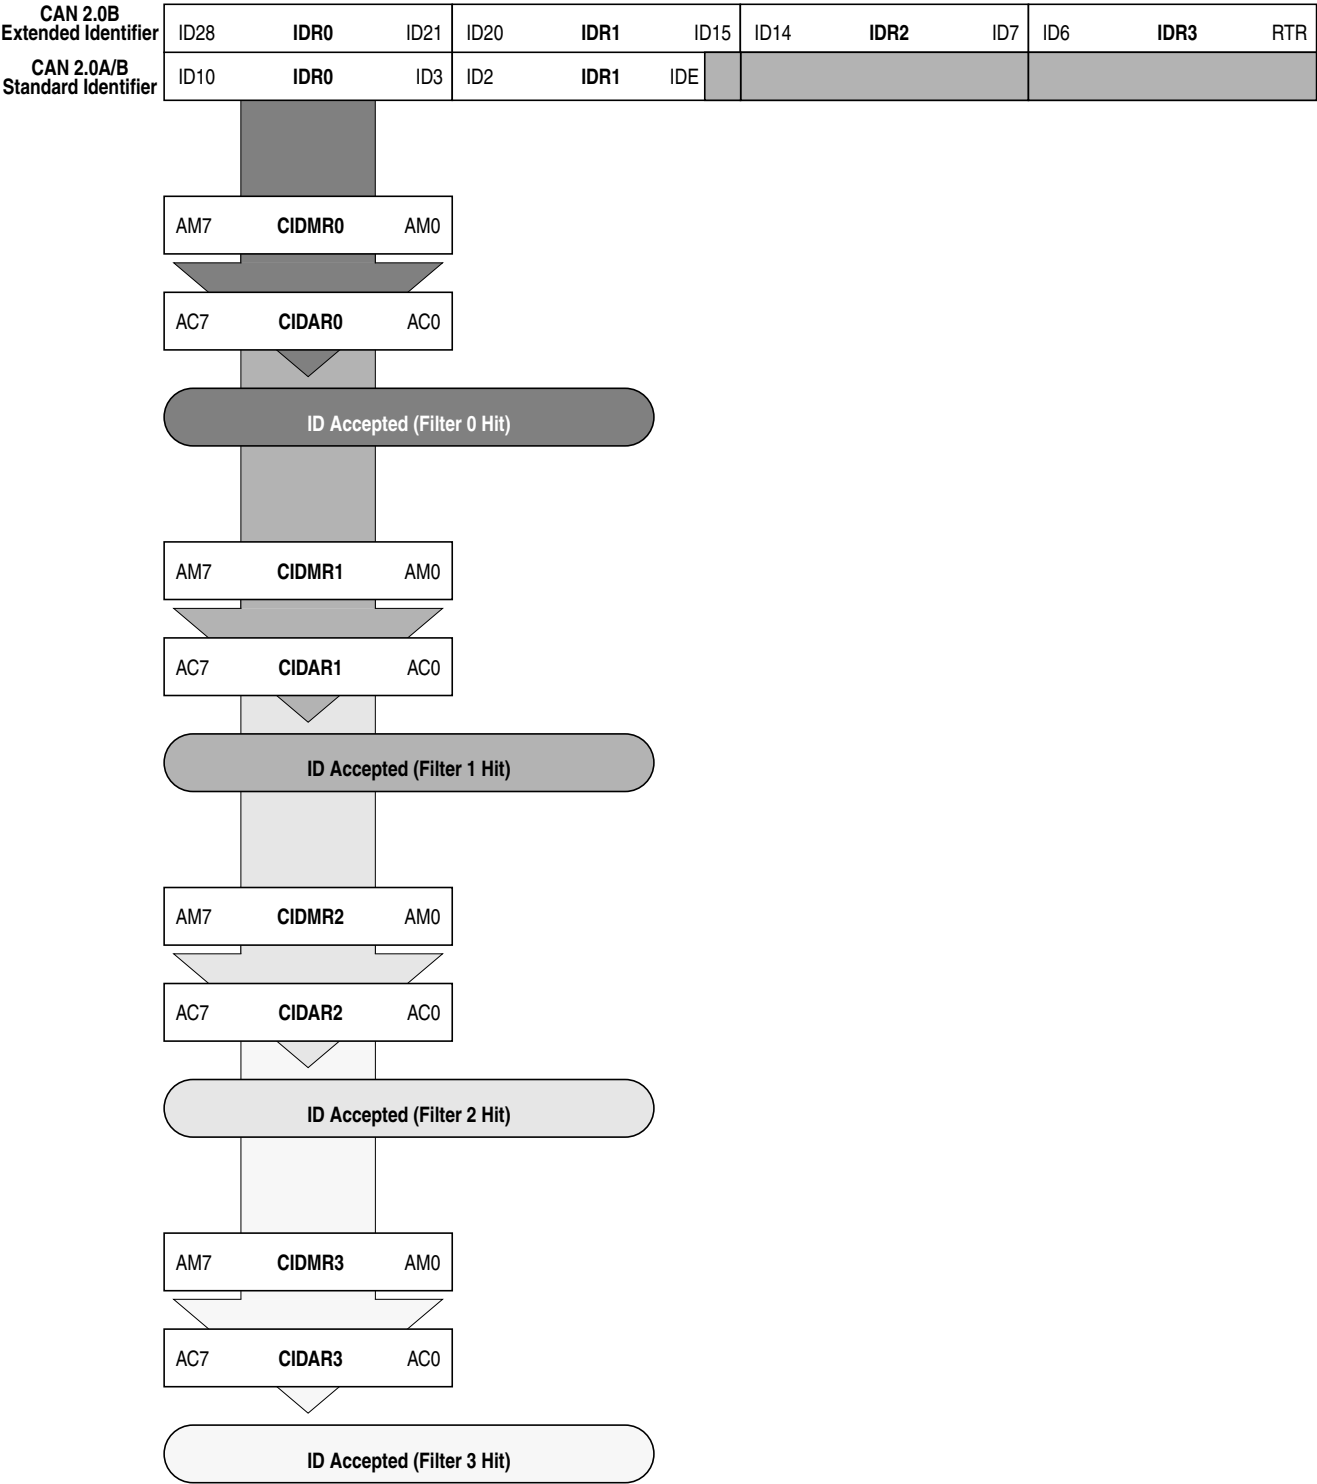 CAN 2.0B
Extended Identifier
ID28 IDR0 ID21 ID20 IDR1 ID15 ID14 IDR2 ID7 ID6 IDR3 RTR
CAN 2.0A/B
Standard Identifier
ID10 IDR0 ID3 ID2 IDR1 IDE
AM7 CIDMR0 AM0
AC7 CIDAR0 AC0
ID Accepted (Filter 0 Hit)
AM7 CIDMR1 AM0
AC7 CIDAR1 AC0
ID Accepted (Filter 1 Hit)
AM7 CIDMR2 AM0
AC7 CIDAR2 AC0
ID Accepted (Filter 2 Hit)
AM7 CIDMR3 AM0
AC7 CIDAR3 AC0
ID Accepted (Filter 3 Hit)